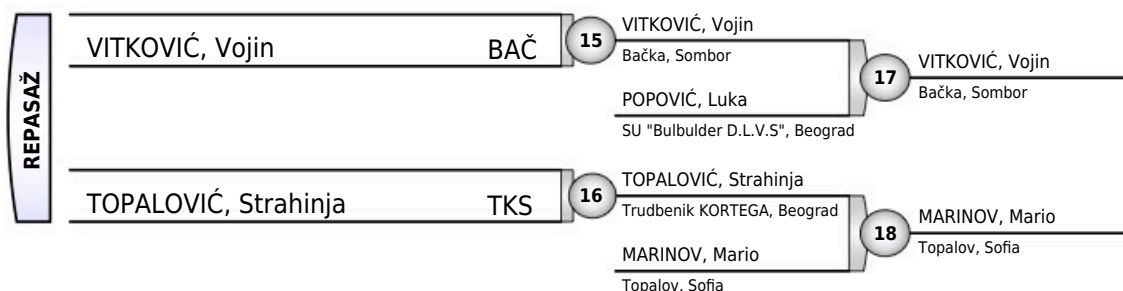 REPASAŽ
VITKOVIĆ, Vojin BAČ
15
VITKOVIĆ, Vojin
Bačka, Sombor
POPOVIĆ, Luka
SU "Bulbulder D.L.V.S", Beograd
17
VITKOVIĆ, Vojin
Bačka, Sombor
TOPALOVIĆ, Strahinja TKS
16
TOPALOVIĆ, Strahinja
Trudbenik KORTEGA, Beograd
MARINOV, Mario
Topalov, Sofia
18
MARINOV, Mario
Topalov, Sofia